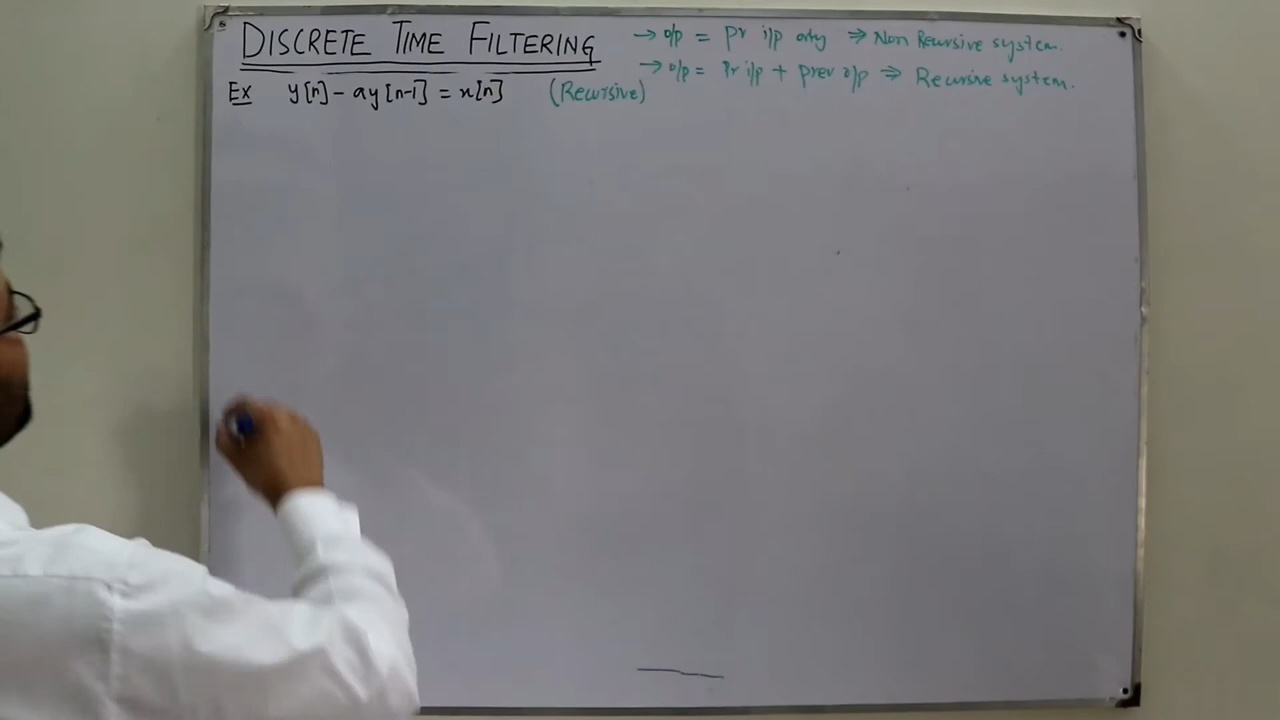 DISCRETE TIME FILTERING
→ o/p = Pr i/p only ⇒ Non Recursive system.
→ o/p = Pr i/p + prev o/p ⇒ Recursive system.
Ex y[n] - ay[n-1] = x[n] (Recursive)